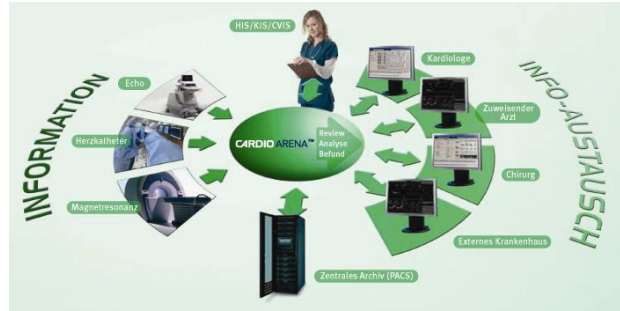 HIS/KIS/CVIS
INFORMATION
Echo
Herzkatheter
Magnetresonanz
CARDIO ARENA™
Review
Analyse
Befund
Zentrales Archiv (PACS)
Kardiologe
Zuweisender
Arzt
Chirurg
Externes Krankenhaus
INFO-AUSTAUSCH